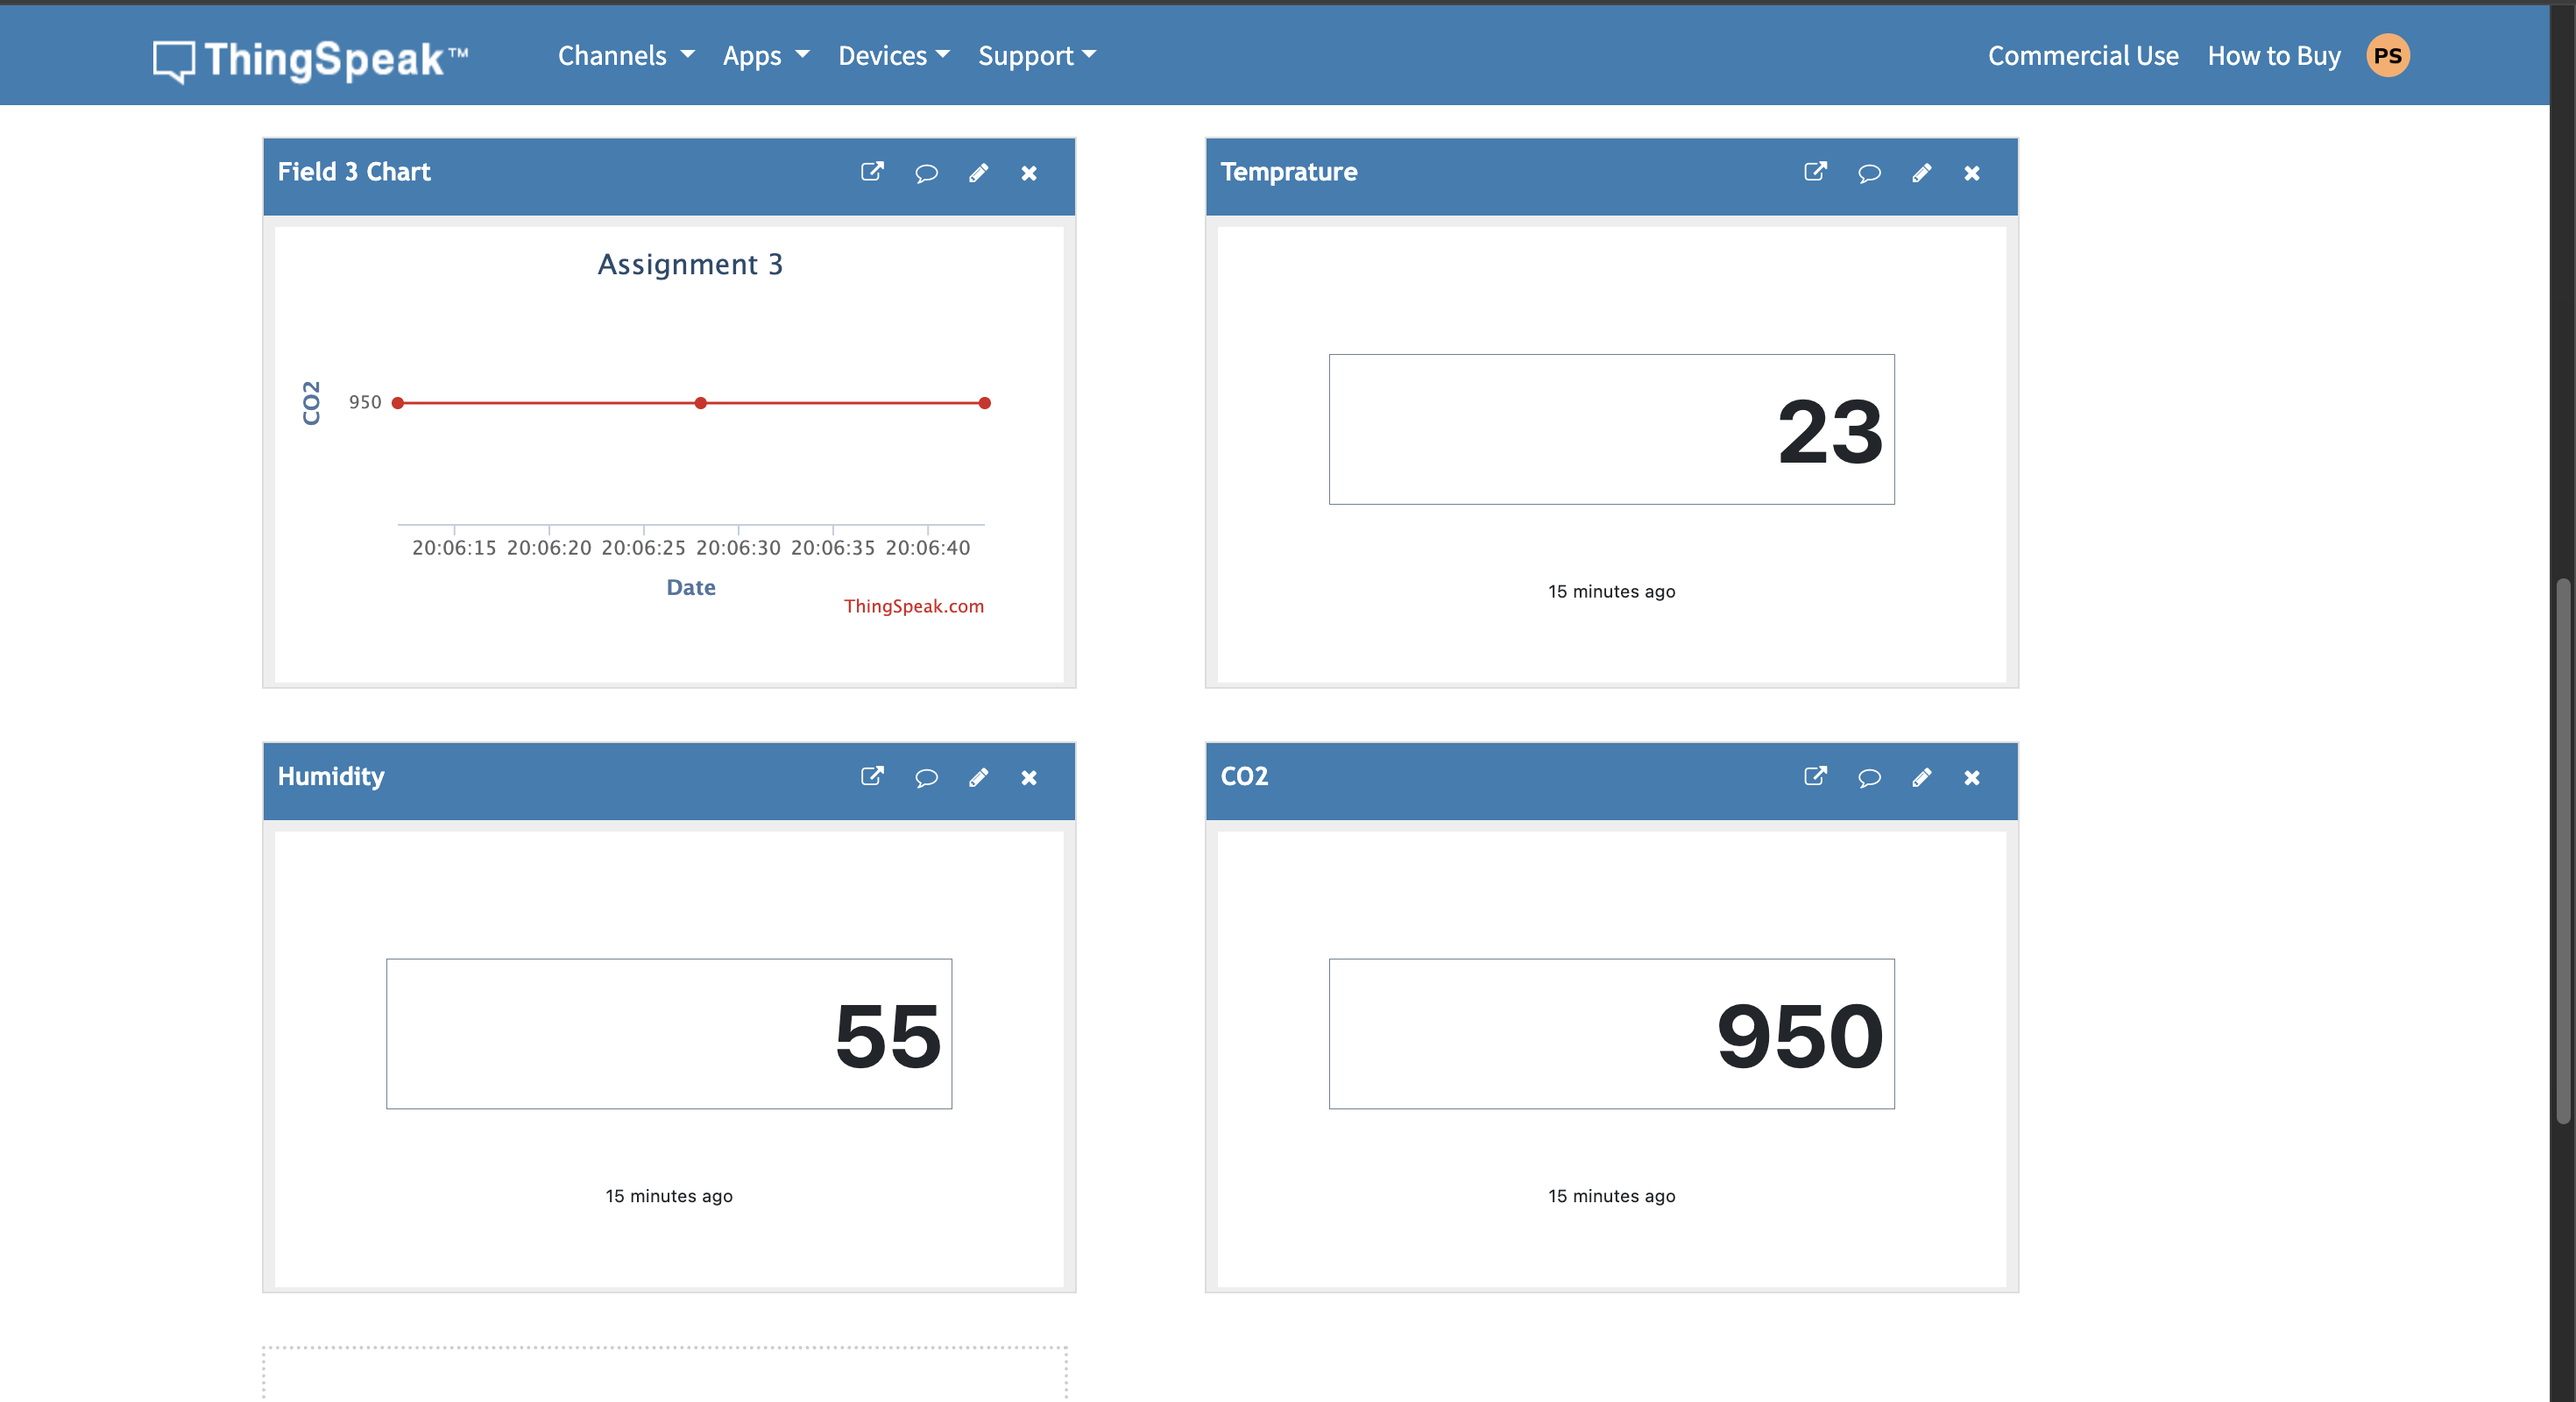 ThingSpeak™ Channels Apps Devices Support Commercial Use How to Buy PS
Field 3 Chart
Assignment 3
CO2
950
20:06:15 20:06:20 20:06:25 20:06:30 20:06:35 20:06:40
Date
ThingSpeak.com
Temprature
23
15 minutes ago
Humidity
55
15 minutes ago
CO2
950
15 minutes ago